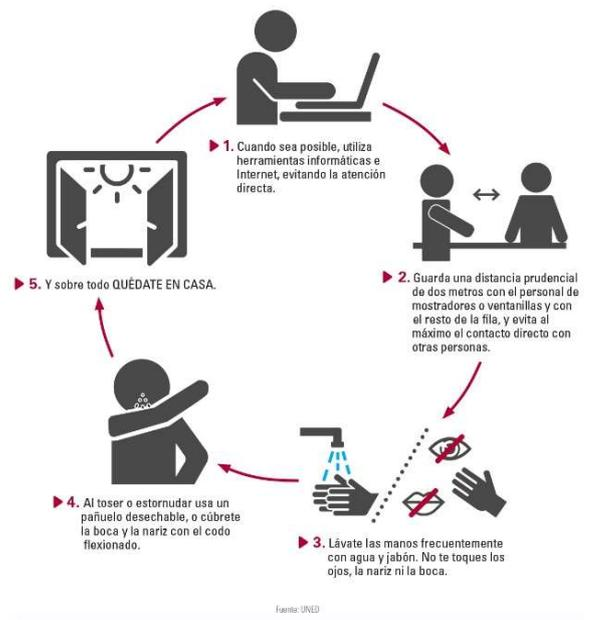 1. Cuando sea posible, utiliza
herramientas informáticas e
Internet, evitando la atención
directa.
2. Guarda una distancia prudencial
de dos metros con el personal de
mostradores o ventanillas y con
el resto de la fila, y evita al
máximo el contacto directo con
otras personas.
3. Lávate las manos frecuentemente
con agua y jabón. No te toques los
ojos, la nariz ni la boca.
4. Al toser o estornudar usa un
pañuelo desechable, o cúbrete
la boca y la nariz con el codo
flexionado.
5. Y sobre todo QUÉDATE EN CASA.
Fuente: UNED